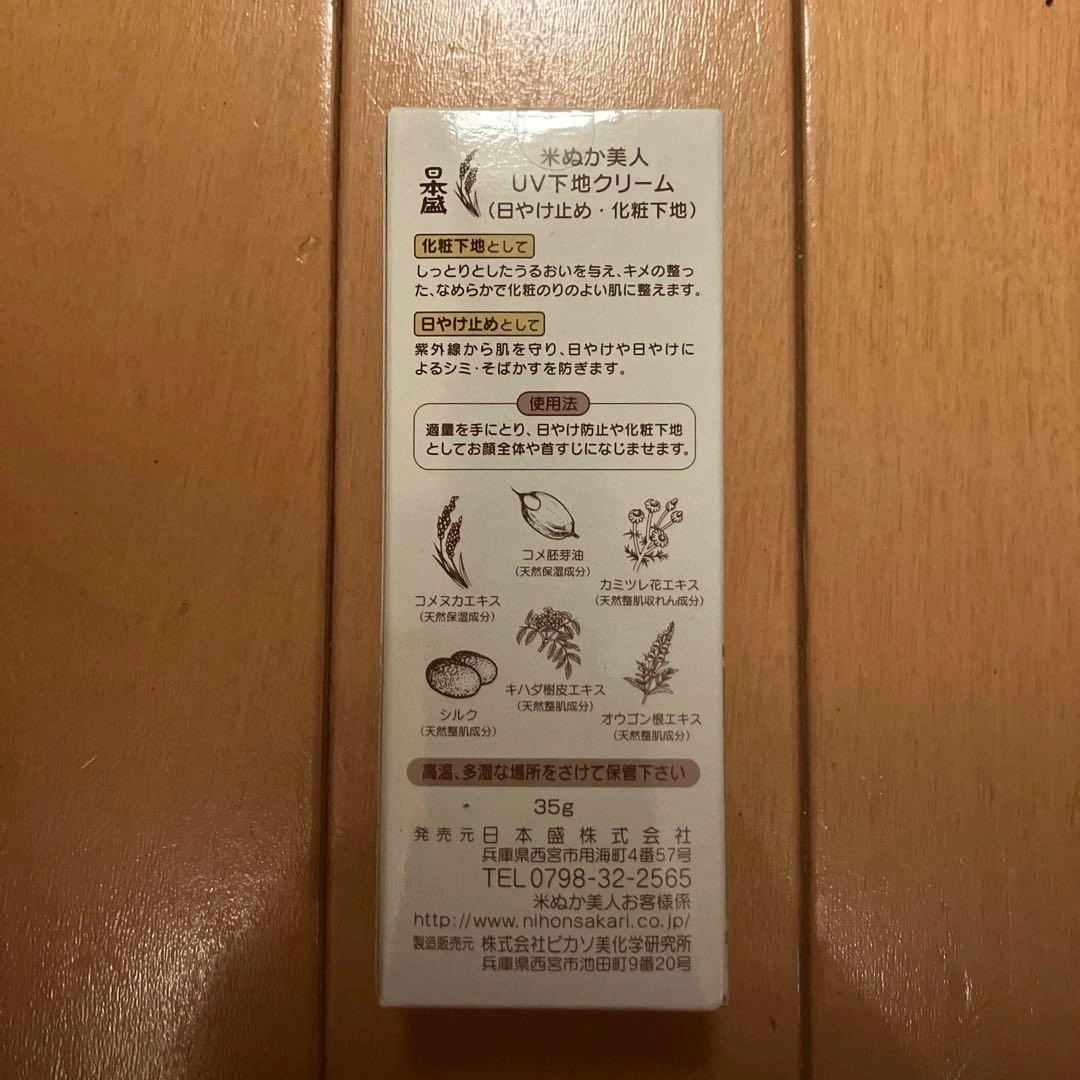 日本盛
米ぬか美人
UV下地クリーム
(日やけ止め・化粧下地)
化粧下地として
しっとりとしたうるおいを与え、キメの整っ
た、なめらかで化粧のりのよい肌に整えます。
日やけ止めとして
紫外線から肌を守り、日やけや日やけに
よるシミ・そばかすを防ぎます。
使用法
適量を手にとり、日やけ防止や化粧下地
としてお顔全体や首すじになじませます。
コメ胚芽油
(天然保湿成分)
カミツレ花エキス
(天然整肌収れん成分)
コメヌカエキス
(天然保湿成分)
キハダ樹皮エキス
(天然整肌成分)
シルク
(天然整肌成分)
オウゴン根エキス
(天然整肌成分)
高温、多湿な場所をさけて保管下さい
35g
発売元 日本盛株式会社
兵庫県西宮市用海町4番57号
TEL 0798-32-2565
米ぬか美人お客様係
http://www.nihonsakari.co.jp/
製造販売元 株式会社ピカソ美化学研究所
兵庫県西宮市池田町9番20号